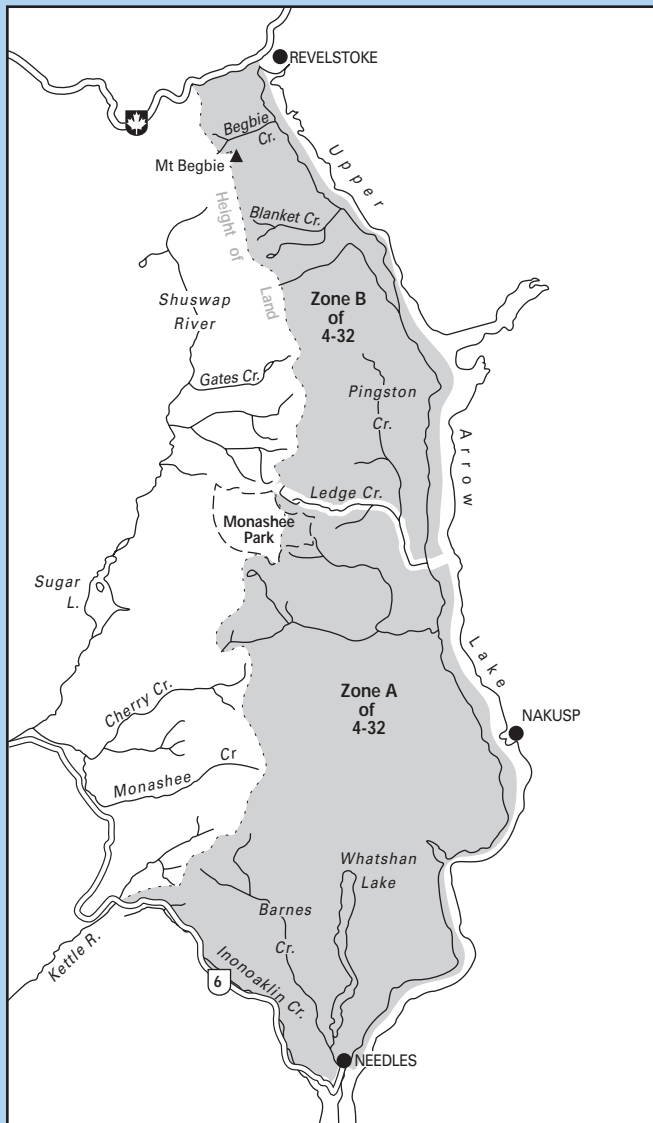 REVELSTOKE
Begbie
Cr.
Mt Begbie
Upper
Height of
Land
Blanket Cr.
Shuswap
River
Zone B
of
4-32
Gates Cr.
Pingston
Cr.
Arrow
Ledge Cr.
Monashee
Park
Sugar
L.
Lake
Zone A
of
4-32
NAKUSP
Cherry Cr.
Monashee Cr
Whatshan
Lake
Barnes
Cr.
Kettle R.
Inonoaklin Cr.
6
NEEDLES